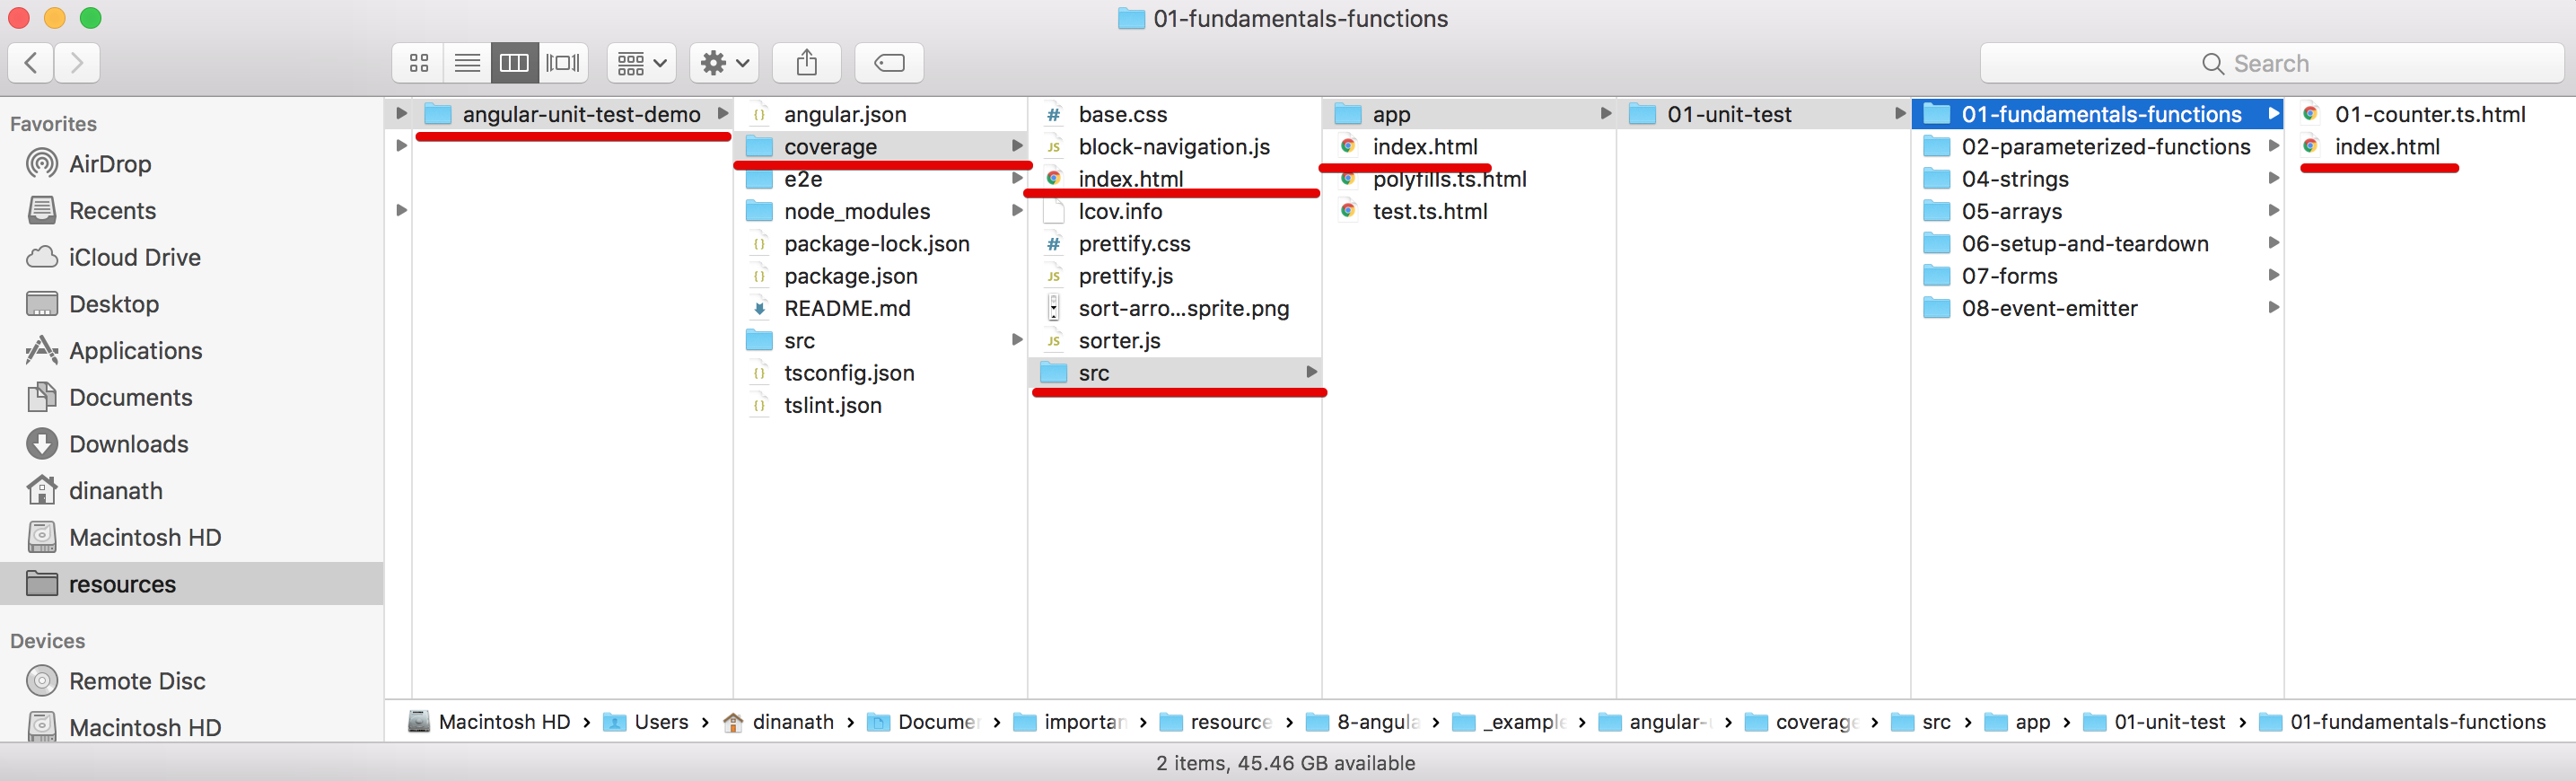 01-fundamentals-functions
Search
Favorites
AirDrop
Recents
iCloud Drive
Desktop
Applications
Documents
Downloads
dinanath
Macintosh HD
resources
Devices
Remote Disc
Macintosh HD
angular-unit-test-demo
angular.json
coverage
e2e
node_modules
package-lock.json
package.json
README.md
src
tsconfig.json
tslint.json
base.css
block-navigation.js
index.html
lcov.info
prettify.css
prettify.js
sort-arro...sprite.png
sorter.js
src
app
index.html
polyfills.ts.html
test.ts.html
01-unit-test
01-fundamentals-functions
02-parameterized-functions
04-strings
05-arrays
06-setup-and-teardown
07-forms
08-event-emitter
01-counter.ts.html
index.html
Macintosh HD › Users › dinanath › Documen › importan › resource › 8-angula › _example › angular- › coverage › src › app › 01-unit-test › 01-fundamentals-functions
2 items, 45.46 GB available